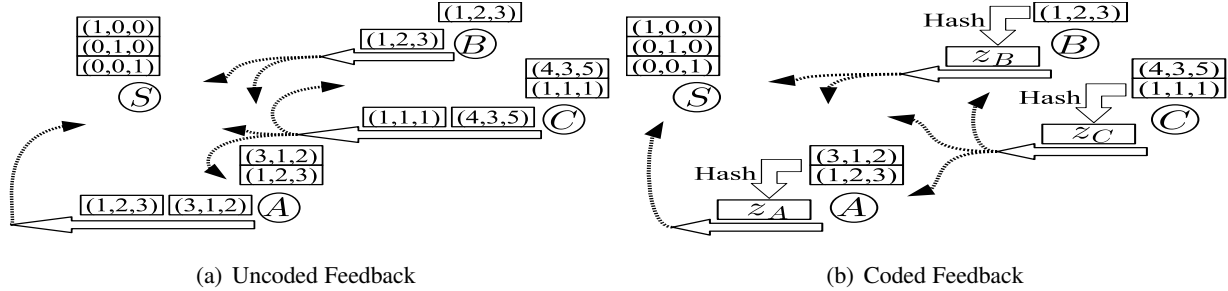 (1,0,0)
(0,1,0)
(0,0,1)
S
(1,2,3)
(1,2,3)
B
(4,3,5)
(1,1,1)
(1,1,1) (4,3,5)
C
(3,1,2)
(1,2,3)
(1,2,3) (3,1,2)
A
(a) Uncoded Feedback
(1,0,0)
(0,1,0)
(0,0,1)
S
Hash
(1,2,3)
z_B
B
(4,3,5)
(1,1,1)
Hash
z_C
C
(3,1,2)
(1,2,3)
Hash
z_A
A
(b) Coded Feedback